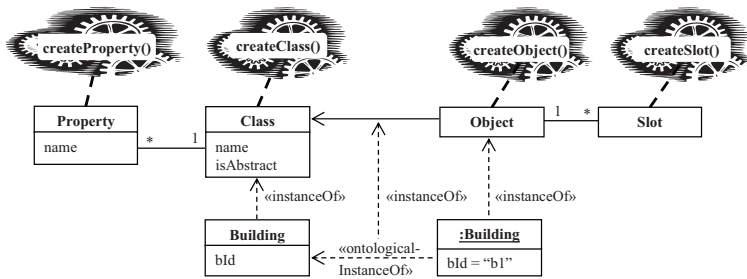 createProperty()
createClass()
createObject()
createSlot()
Property
name
*
1
Class
name
isAbstract
Object
1
*
Slot
«instanceOf»
«instanceOf»
«instanceOf»
Building
bId
«ontological-
InstanceOf»
:Building
bId = “b1”